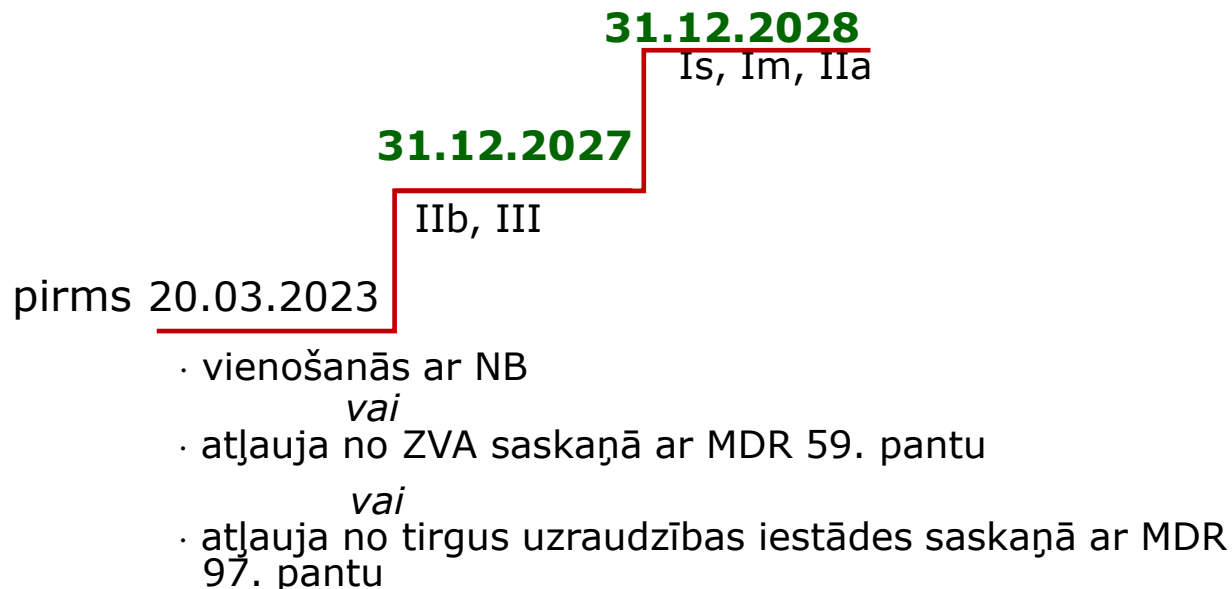 31.12.2028
Is, Im, IIa
31.12.2027
IIb, III
pirms 20.03.2023
· vienošanās ar NB
vai
· atļauja no ZVA saskaņā ar MDR 59. pantu
vai
· atļauja no tirgus uzraudzības iestādes saskaņā ar MDR
97. pantu